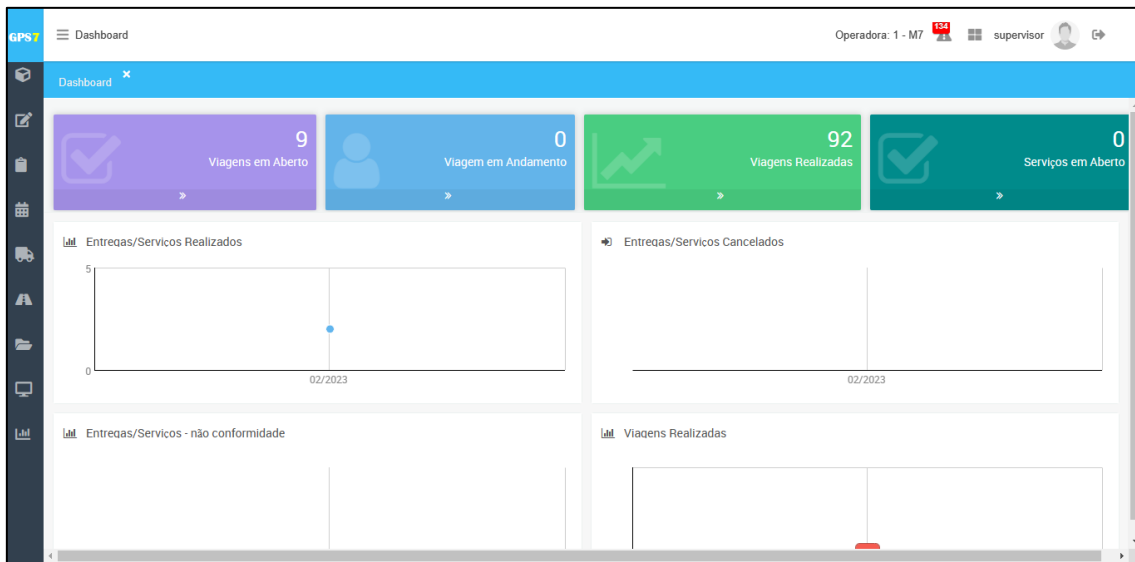 GPS7
Dashboard
Operadora: 1 - M7
134
supervisor
Dashboard ×
9
Viagens em Aberto
0
Viagem em Andamento
92
Viagens Realizadas
0
Serviços em Aberto
Entregas/Serviços Realizados
5
0
02/2023
Entregas/Serviços Cancelados
02/2023
Entregas/Serviços - não conformidade
Viagens Realizadas